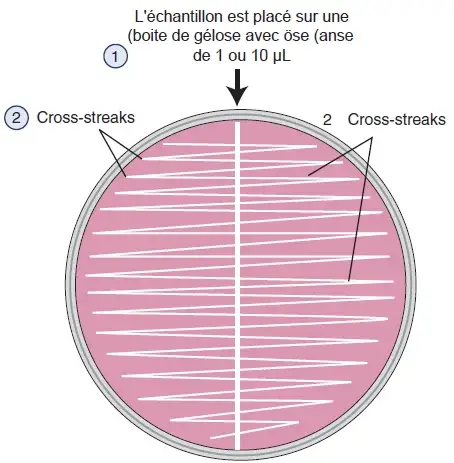 L'échantillon est placé sur une
(boite de gélose avec öse (anse
1 de 1 ou 10 µL
2 Cross-streaks
2 Cross-streaks